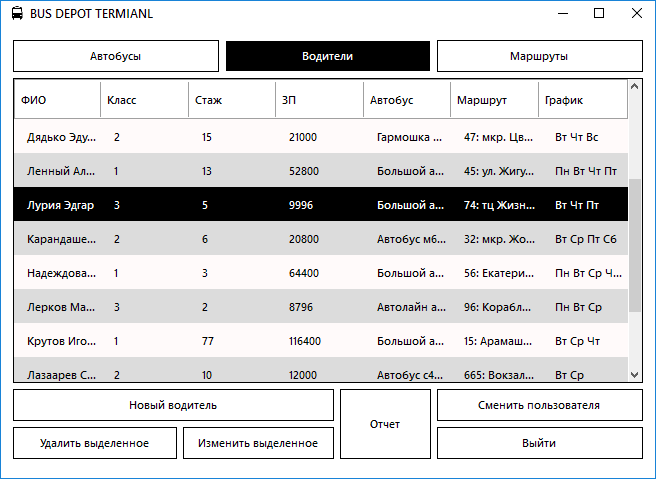 BUS DEPOT TERMIANL
Автобусы Водители Маршруты
ФИО Класс Стаж ЗП Автобус Маршрут График
Дядько Эду... 2 15 21000 Гармошка ... 47: мкр. Цв... Вт Чт Вс
Ленный Ал... 1 13 52800 Большой а... 45: ул. Жигу... Пн Вт Чт Пт
Лурия Эдгар 3 5 9996 Большой а... 74: тц Жизн... Вт Чт Пт
Карандаше... 2 6 20800 Автобус м6... 32: мкр. Жо... Вт Ср Пт Сб
Надеждова... 1 3 64400 Большой а... 56: Екатери... Пн Вт Ср Ч...
Лерков Ма... 3 2 8796 Автолайн а... 96: Корабл... Пн Вт Ср
Крутов Иго... 1 77 116400 Большой а... 15: Арамаш... Вт Ср Чт
Лазаарев С... 2 10 12000 Автобус с4... 665: Вокзал... Вт Ср
Новый водитель Отчет Сменить пользователя
Удалить выделенное Изменить выделенное Выйти